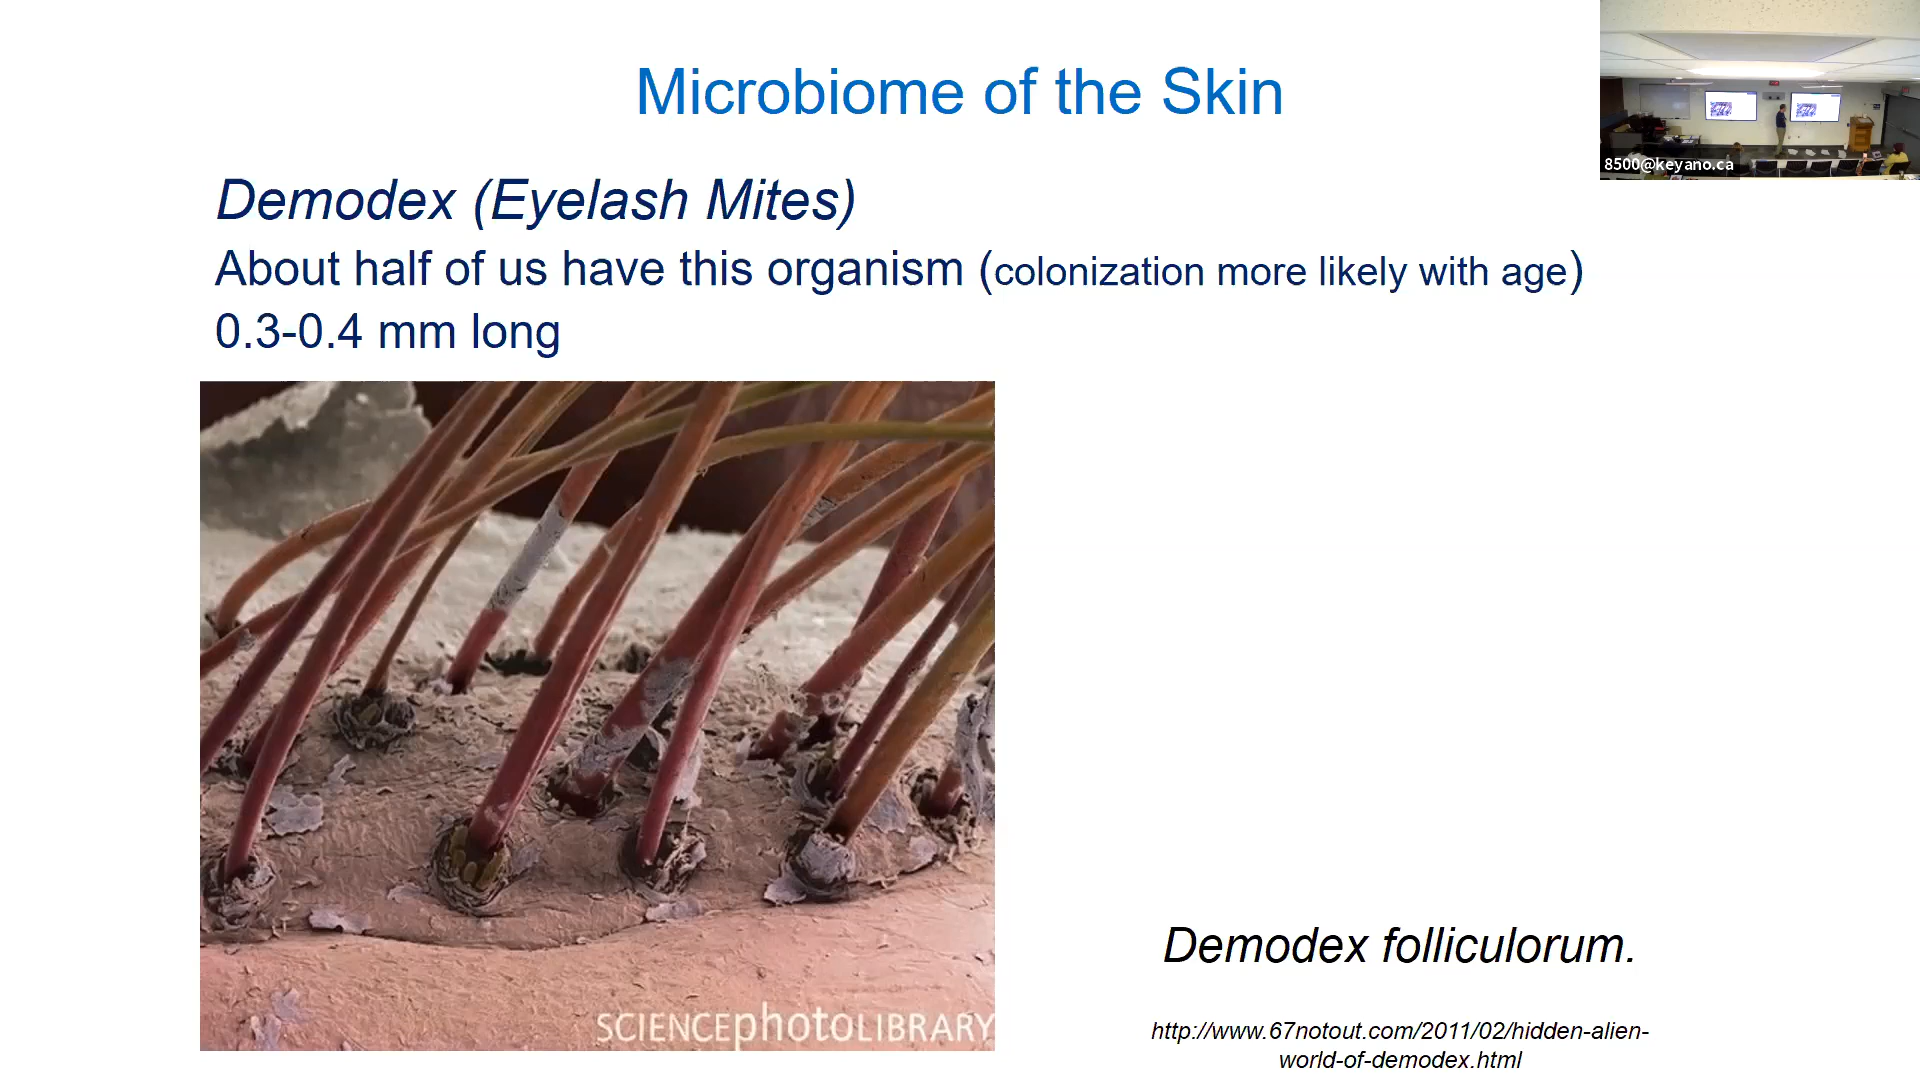 Microbiome of the Skin
8500@keyano.ca
Demodex (Eyelash Mites)
About half of us have this organism (colonization more likely with age)
0.3-0.4 mm long
SCIENCEphotoLIBRARY
Demodex folliculorum.
http://www.67notout.com/2011/02/hidden-alien-
world-of-demodex.html